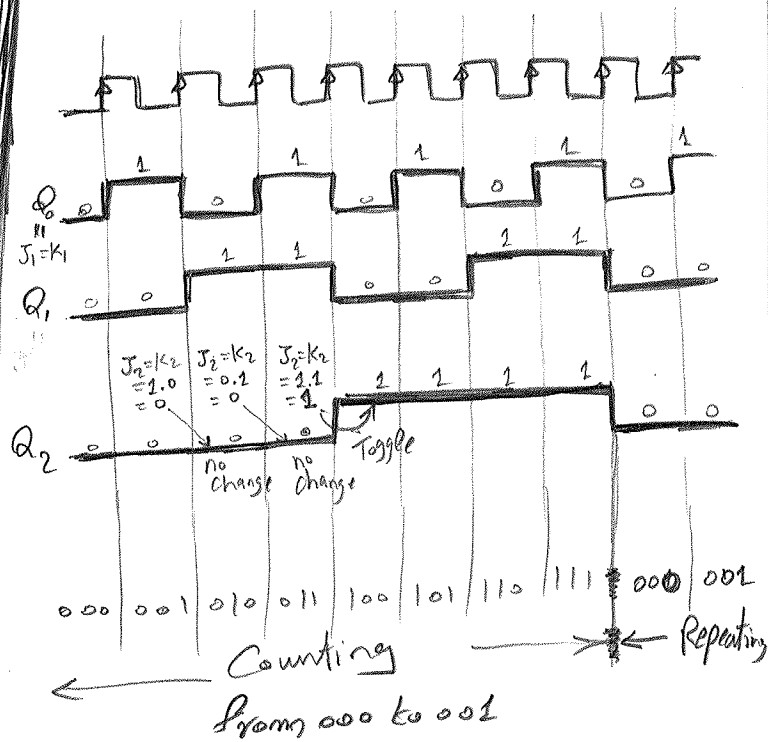 1 1 1 1 1
Q₀ 0 0 0 0 0
|||
J₁=K₁
1 1 1 1
Q₁ 0 0 0 0 0 0
J₂=K₂ J₂=K₂ J₂=K₂
=1.0 =0.1 =1.1
=0 =0 =1
1 1 1 1
Q₂ 0 0 0 0 0 0
Toggle
no change no change
000 001 010 011 100 101 110 111 000 001
Counting Repeating
from 000 to 001